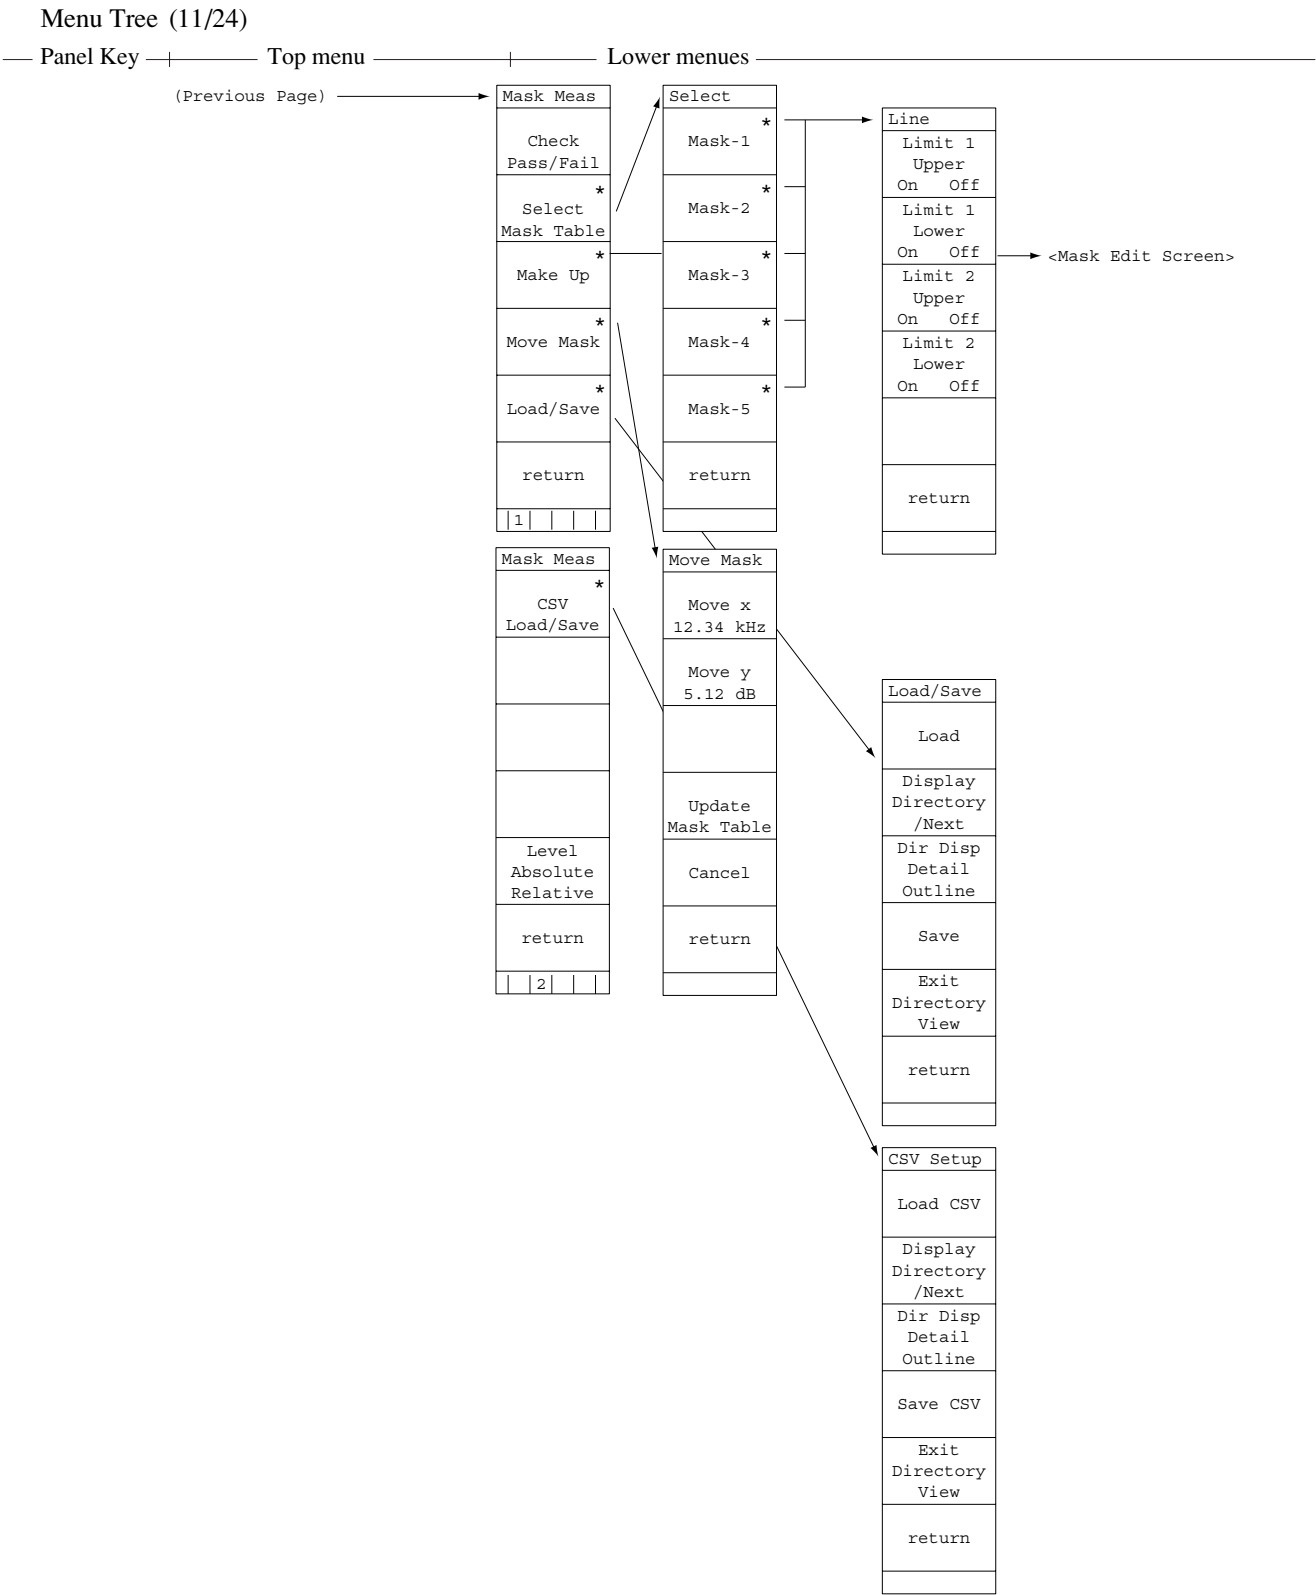 Menu Tree (11/24)
Panel Key
Top menu
Lower menues
(Previous Page)
Mask Meas
Check
Pass/Fail
*
Select
Mask Table
*
Make Up
*
Move Mask
*
Load/Save
return
1
Mask Meas
*
CSV
Load/Save
Level
Absolute
Relative
return
2
Select
*
Mask-1
*
Mask-2
*
Mask-3
*
Mask-4
*
Mask-5
return
Move Mask
Move x
12.34 kHz
Move y
5.12 dB
Update
Mask Table
Cancel
return
Line
Limit 1
Upper
On Off
Limit 1
Lower
On Off
Limit 2
Upper
On Off
Limit 2
Lower
On Off
return
<Mask Edit Screen>
Load/Save
Load
Display
Directory
/Next
Dir Disp
Detail
Outline
Save
Exit
Directory
View
return
CSV Setup
Load CSV
Display
Directory
/Next
Dir Disp
Detail
Outline
Save CSV
Exit
Directory
View
return